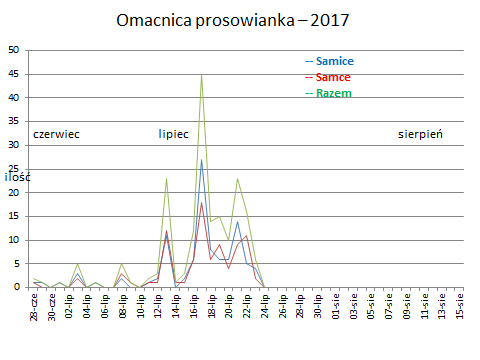 Omacnica prosowianka – 2017
50
45
40
35
30
25
20
15
10
5
0
-- Samice
-- Samce
-- Razem
czerwiec lipiec sierpień
ilość
28-cze
30-cze
02-lip
04-lip
06-lip
08-lip
10-lip
12-lip
14-lip
16-lip
18-lip
20-lip
22-lip
24-lip
26-lip
28-lip
30-lip
01-sie
03-sie
05-sie
07-sie
09-sie
11-sie
13-sie
15-sie